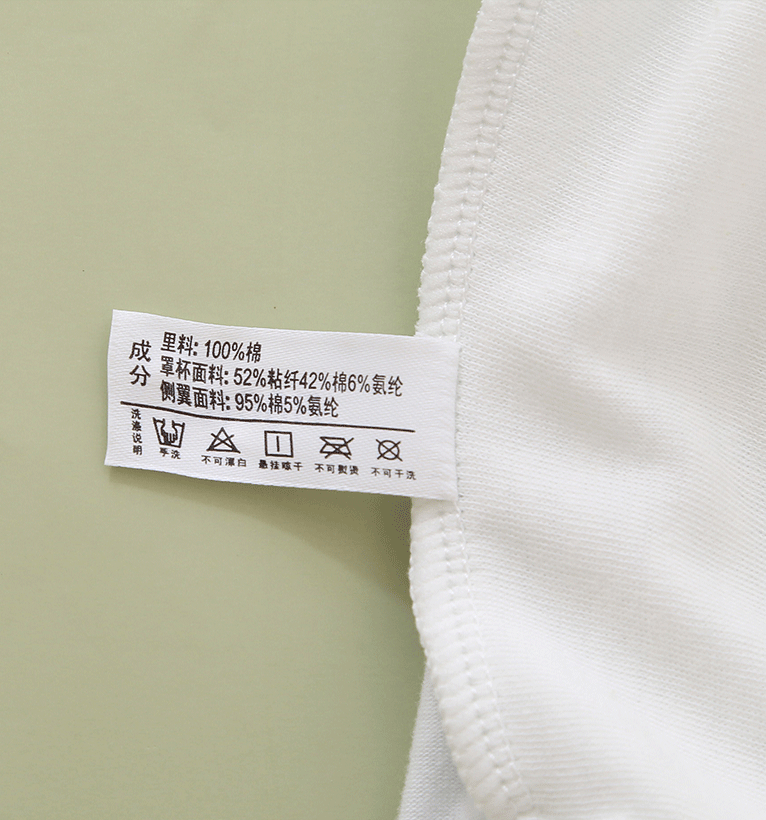 成分
里料: 100%棉
罩杯面料: 52%粘纤42%棉6%氨纶
侧翼面料: 95%棉5%氨纶
洗涤说明
手洗
不可漂白
悬挂晾干
不可熨烫
不可干洗